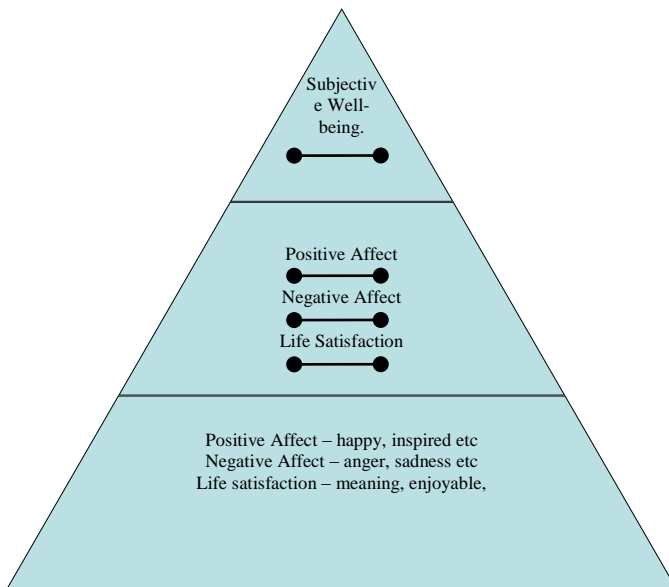 Subjectiv
e Well-
being.
Positive Affect
Negative Affect
Life Satisfaction
Positive Affect – happy, inspired etc
Negative Affect – anger, sadness etc
Life satisfaction – meaning, enjoyable,